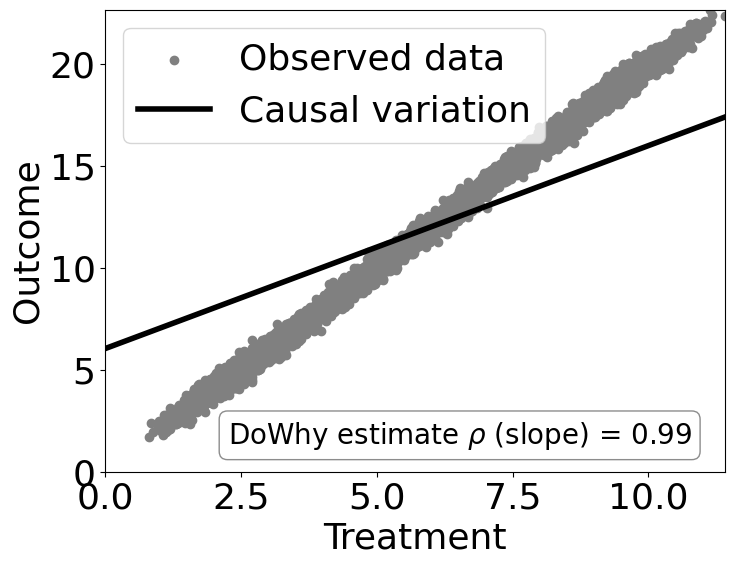 Observed data
Causal variation
20
15
10
5
0
Outcome
DoWhy estimate ρ (slope) = 0.99
0.0 2.5 5.0 7.5 10.0
Treatment